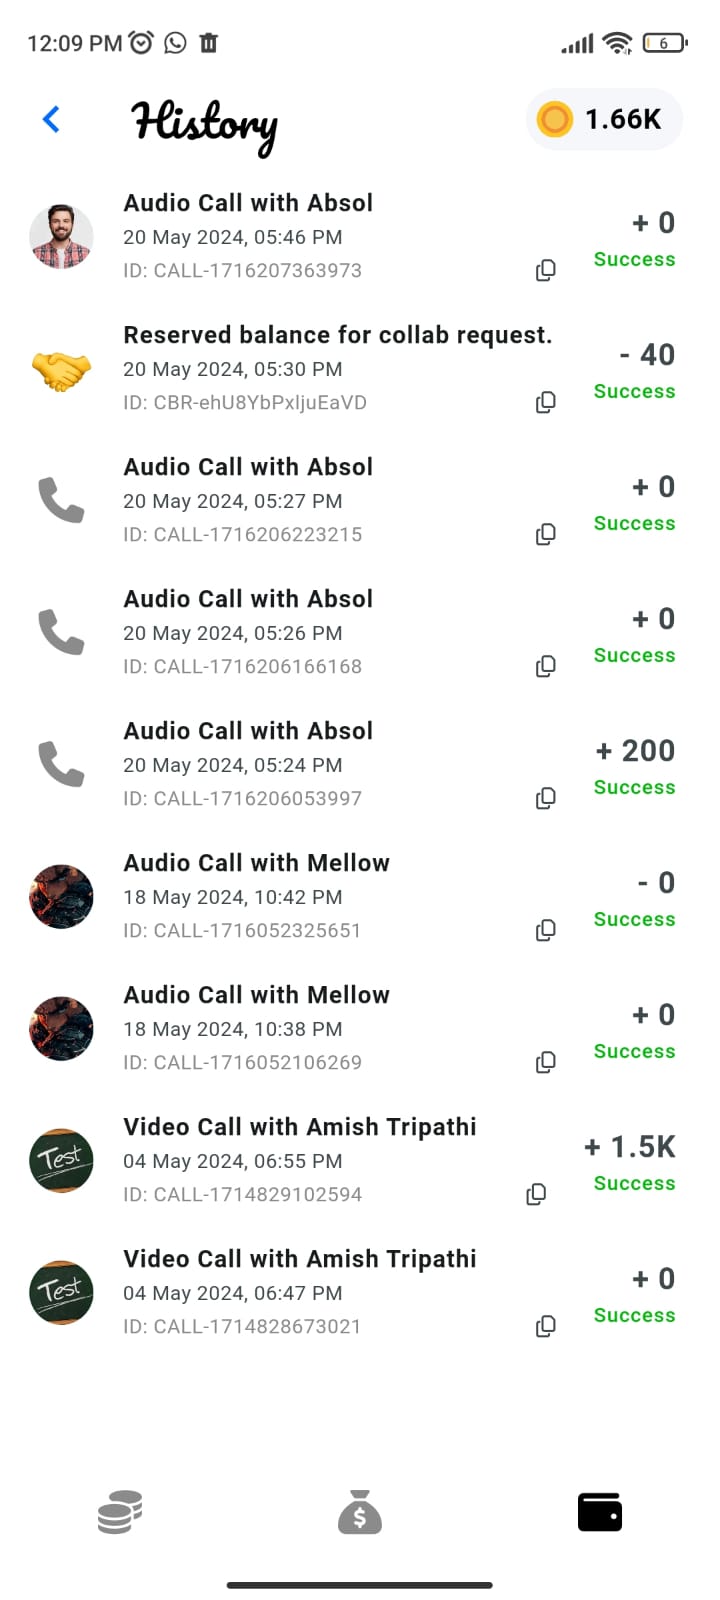 12:09 PM
6
History
1.66K
Audio Call with Absol
20 May 2024, 05:46 PM
ID: CALL-1716207363973
+ 0
Success
Reserved balance for collab request.
20 May 2024, 05:30 PM
ID: CBR-ehU8YbPxIjuEaVD
- 40
Success
Audio Call with Absol
20 May 2024, 05:27 PM
ID: CALL-1716206223215
+ 0
Success
Audio Call with Absol
20 May 2024, 05:26 PM
ID: CALL-1716206166168
+ 0
Success
Audio Call with Absol
20 May 2024, 05:24 PM
ID: CALL-1716206053997
+ 200
Success
Audio Call with Mellow
18 May 2024, 10:42 PM
ID: CALL-1716052325651
- 0
Success
Audio Call with Mellow
18 May 2024, 10:38 PM
ID: CALL-1716052106269
+ 0
Success
Test
Video Call with Amish Tripathi
04 May 2024, 06:55 PM
ID: CALL-1714829102594
+ 1.5K
Success
Test
Video Call with Amish Tripathi
04 May 2024, 06:47 PM
ID: CALL-1714828673021
+ 0
Success
$